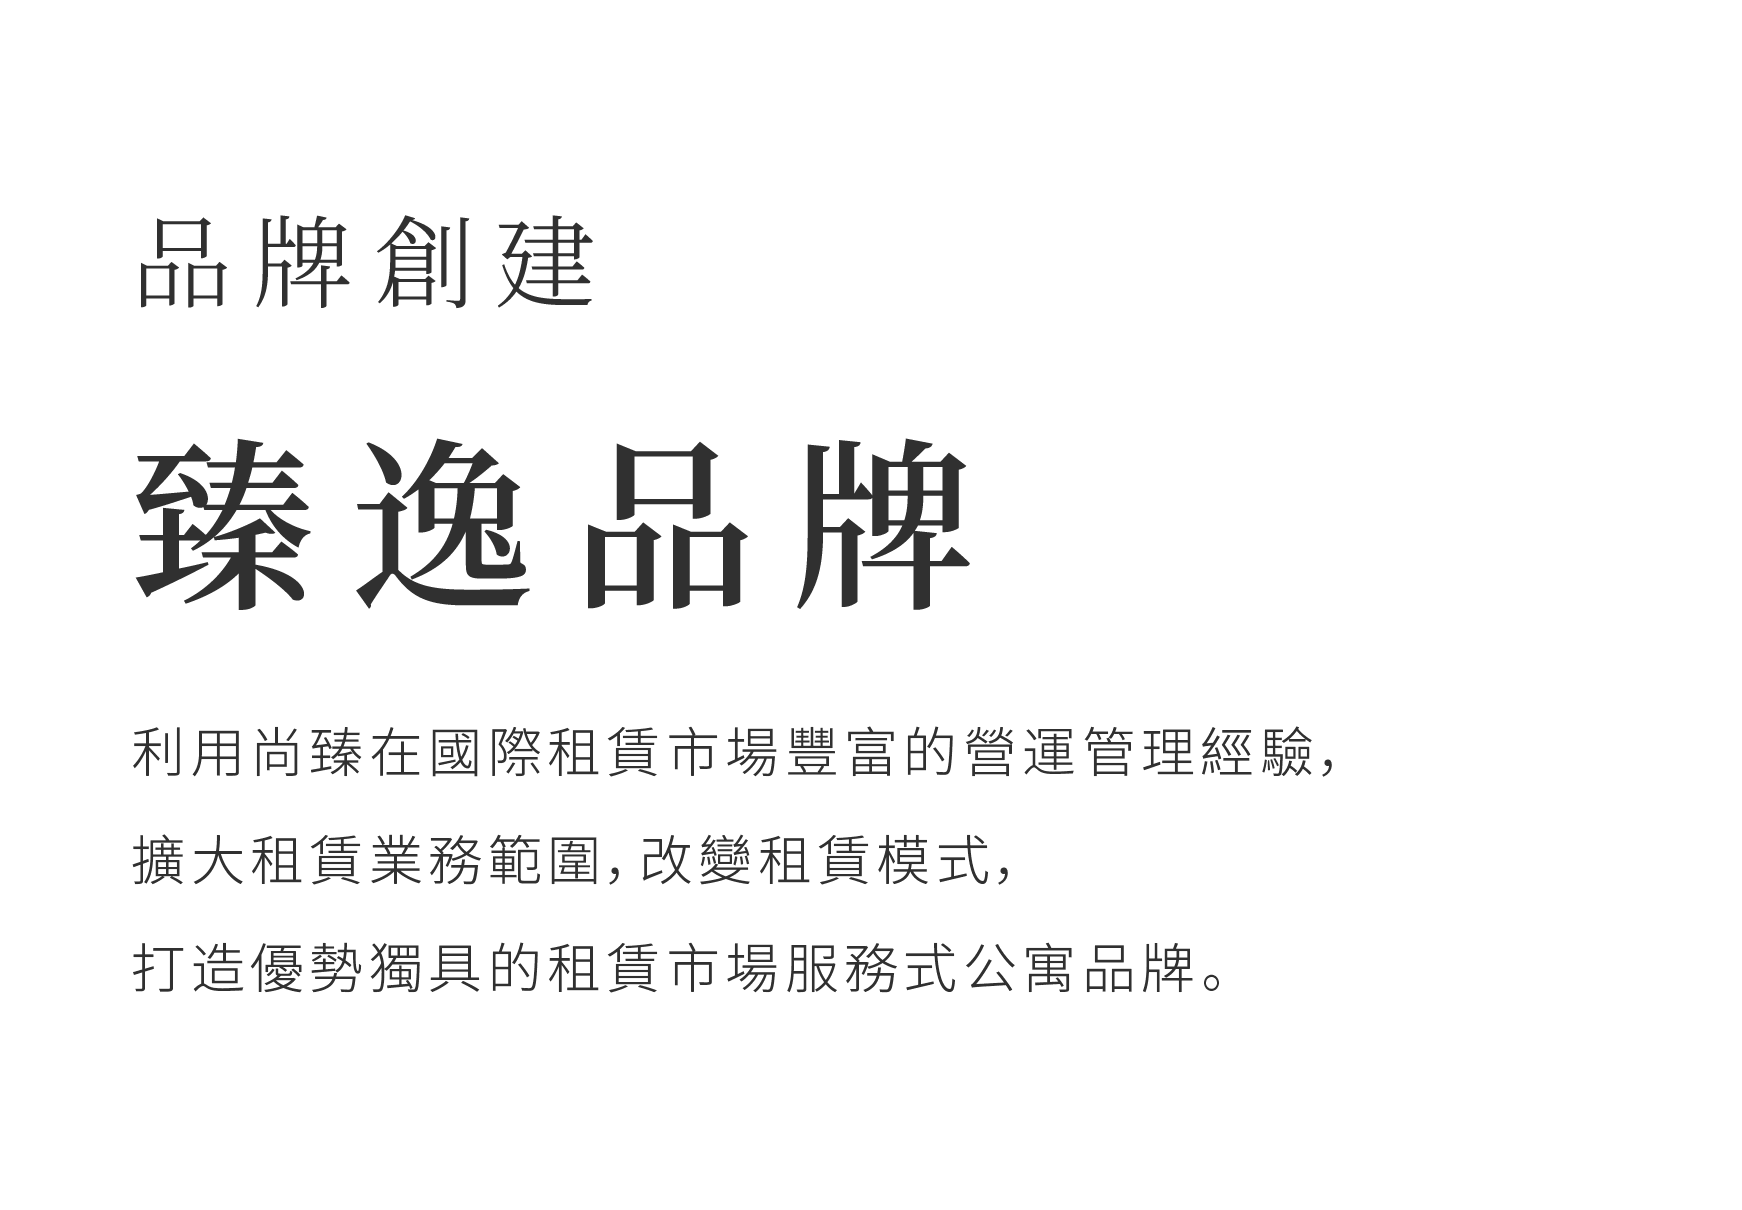 品牌創建
臻逸品牌
利用尚臻在國際租賃市場豐富的營運管理經驗，
擴大租賃業務範圍，改變租賃模式，
打造優勢獨具的租賃市場服務式公寓品牌。